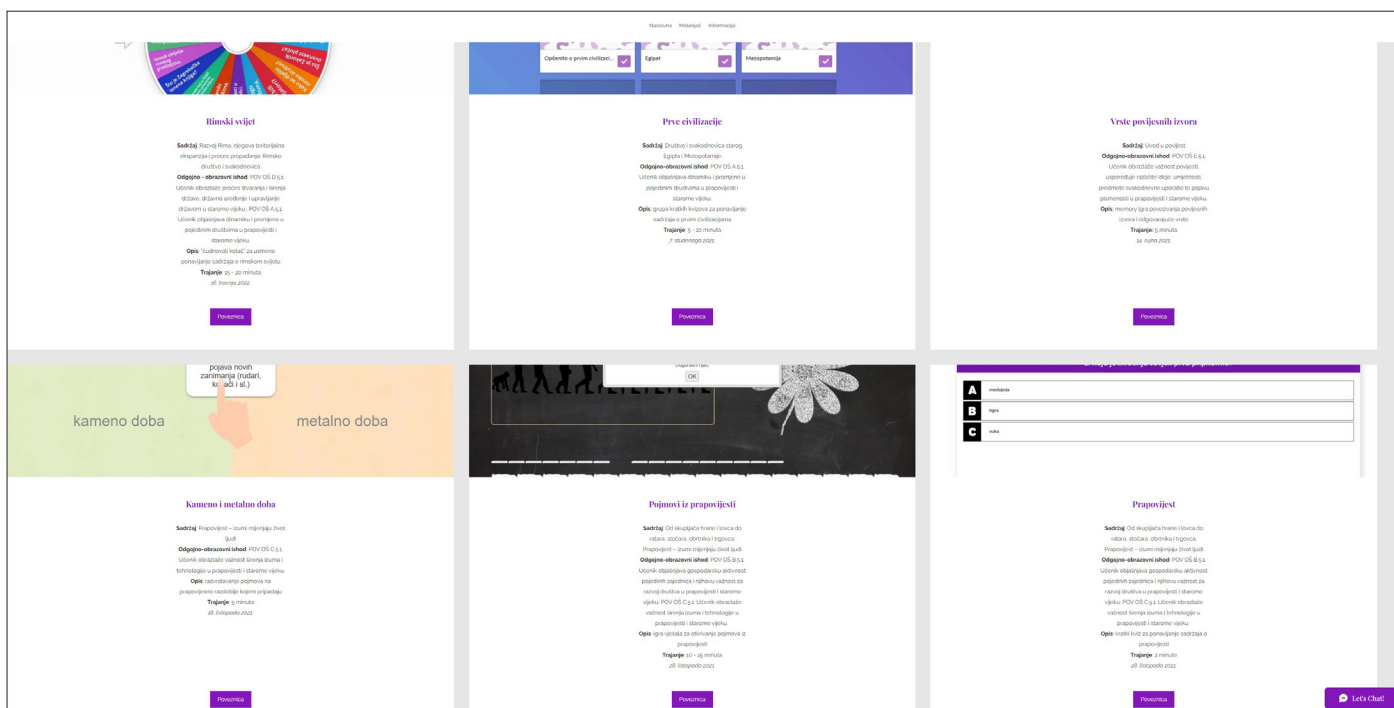 Naslovna Materijali Informacije
Općenito o prvim civilizaci...
Egipat
Mezopotamija
Rimski svijet
Sadržaj: Razvoj Rima, njegova teritorijalna
ekspanzija i proces propadanja; Rimsko
društvo i svakodnevica
Odgojno - obrazovni ishod: POV OŠ D.5.1.
Učenik obrazlaže proces stvaranja i širenja
države, državno uređenje i upravljanje
državom u starome vijeku.; POV OŠ A.5.1.
Učenik objašnjava dinamiku i promjene u
pojedinim društvima u prapovijesti i
starome vijeku
Opis: "čudnovati kotač" za usmeno
ponavljanje sadržaja o rimskom svijetu
Trajanje: 15 - 20 minuta
18. travnja 2022
Poveznica
Prve civilizacije
Sadržaj: Društvo i svakodnevica starog
Egipta i Mezopotamije
Odgojno-obrazovni ishod: POV OŠ A.5.1.
Učenik objašnjava dinamiku i promjene u
pojedinim društvima u prapovijesti i
starome vijeku
Opis: grupa kratkih kvizova za ponavljanje
sadržaja o prvim civilizacijama
Trajanje: 5 - 10 minuta
7. studenoga 2021
Poveznica
Vrste povijesnih izvora
Sadržaj: Uvod u povijest
Odgojno-obrazovni ishod: POV OŠ E.5.1.
Učenik obrazlaže važnost povijesti,
uspoređuje različite ideje, umjetnosti,
predmete svakodnevne uporabe te pojavu
pismenosti u prapovijesti i starome vijeku.
Opis: memory igra povezivanja povijesnih
izvora i odgovarajuće vrste
Trajanje: 5 minuta
14. rujna 2021
Poveznica
pojava novih
zanimanja (rudari,
kovači i sl.)
kameno doba
metalno doba
OK
A medvjeda
B tigra
C vuka
Kameno i metalno doba
Sadržaj: Prapovijest – izumi mijenjaju život
ljudi
Odgojno-obrazovni ishod: POV OŠ C.5.1.
Učenik obrazlaže važnost širenja izuma i
tehnologije u prapovijesti i starome vijeku
Opis: razvrstavanje pojmova na
prapovijesno razdoblje kojem pripadaju
Trajanje: 5 minuta
18. listopada 2021
Poveznica
Pojmovi iz prapovijesti
Sadržaj: Od skupljača hrane i lovca do
ratara, stočara, obrtnika i trgovca;
Prapovijest – izumi mijenjaju život ljudi
Odgojno-obrazovni ishod: POV OŠ B.5.1.
Učenik objašnjava gospodarsku aktivnost
pojedinih zajednica i njihovu važnost za
razvoj društva u prapovijesti i starome
vijeku; POV OŠ C.5.1. Učenik obrazlaže
važnost širenja izuma i tehnologije u
prapovijesti i starome vijeku.
Opis: igra vješala za otkrivanje pojmova iz
prapovijesti
Trajanje: 10 - 15 minuta
28. listopada 2021
Poveznica
Prapovijest
Sadržaj: Od skupljača hrane i lovca do
ratara, stočara, obrtnika i trgovca;
Prapovijest – izumi mijenjaju život ljudi
Odgojno-obrazovni ishod: POV OŠ B.5.1.
Učenik objašnjava gospodarsku aktivnost
pojedinih zajednica i njihovu važnost za
razvoj društva u prapovijesti i starome
vijeku; POV OŠ C.5.1. Učenik obrazlaže
važnost širenja izuma i tehnologije u
prapovijesti i starome vijeku.
Opis: kratki kviz za ponavljanje sadržaja o
prapovijesti
Trajanje: 2 minute
28. listopada 2021
Poveznica
Let's Chat!